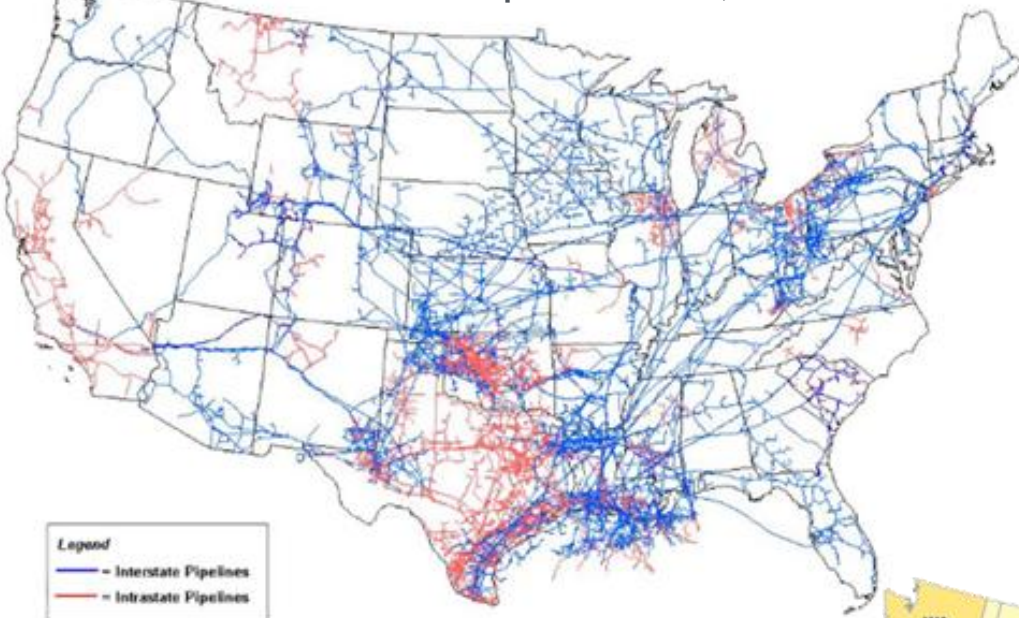 Legend
= Interstate Pipelines
= Intrastate Pipelines